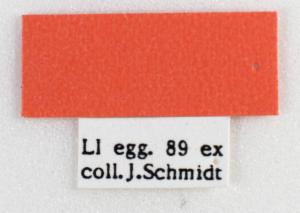 Ll egg. 89 ex
coll. J. Schmidt